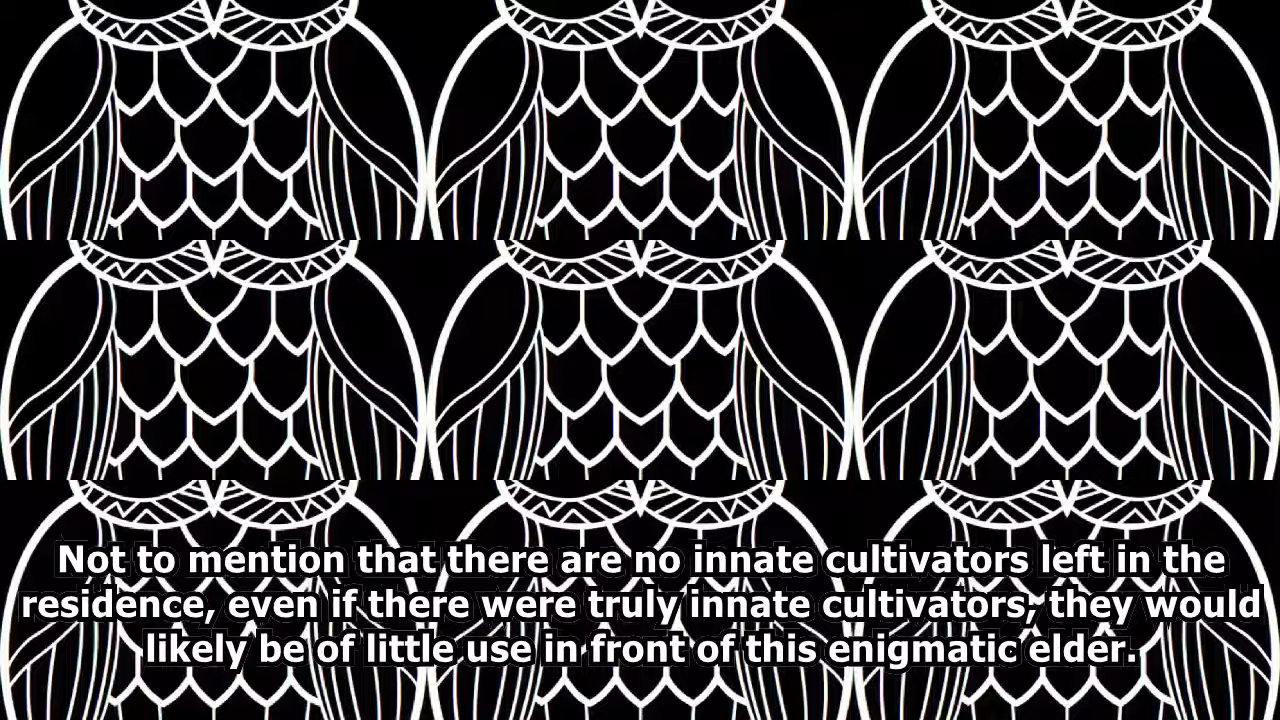 Not to mention that there are no innate cultivators left in the
residence, even if there were truly innate cultivators, they would
likely be of little use in front of this enigmatic elder.